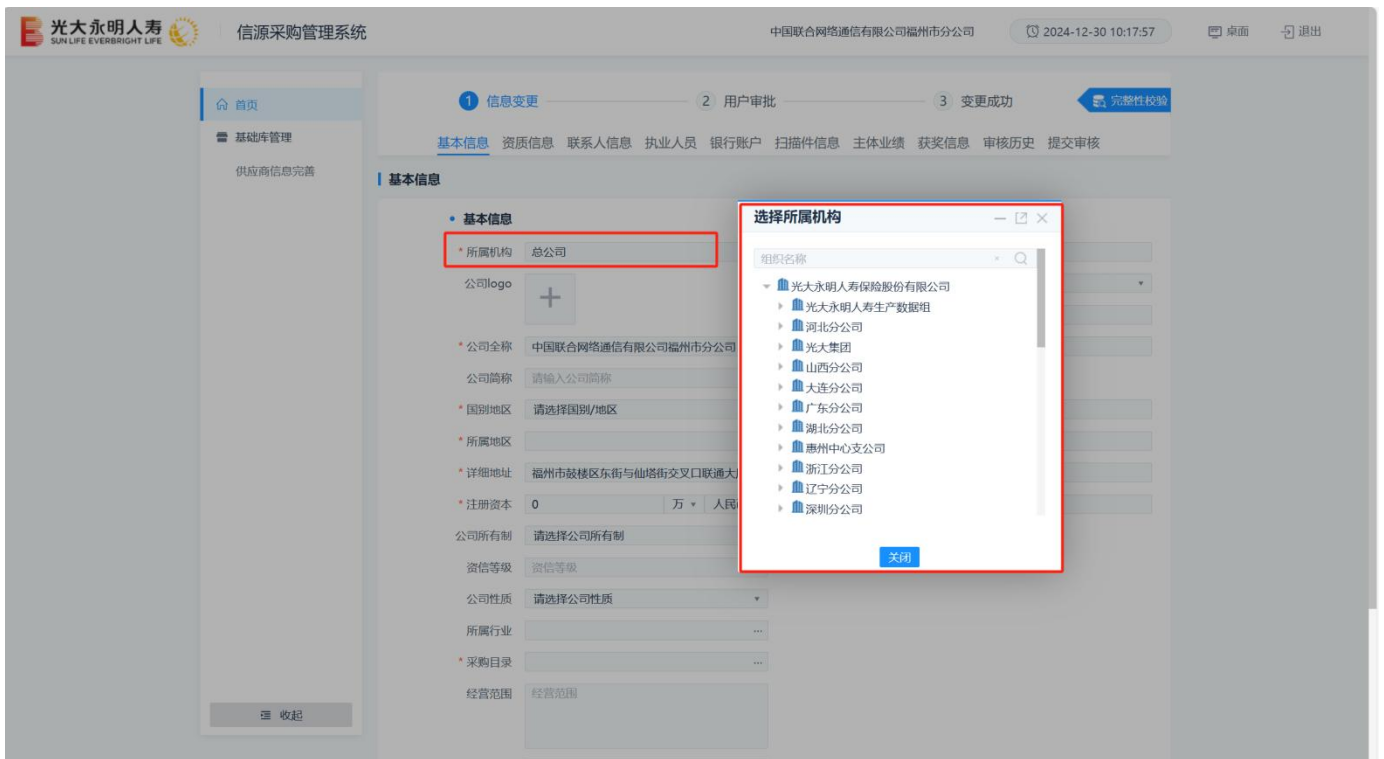 光大永明人寿
SUN LIFE EVERBRIGHT LIFE
信源采购管理系统
中国联合网络通信有限公司福州市分公司
2024-12-30 10:17:57
桌面
退出
首页
基础库管理
供应商信息完善
收起
1 信息变更
2 用户审批
3 变更成功
完整性校验
基本信息 资质信息 联系人信息 执业人员 银行账户 扫描件信息 主体业绩 获奖信息 审核历史 提交审核
基本信息
• 基本信息
* 所属机构 总公司
公司logo
* 公司全称 中国联合网络通信有限公司福州市分公司
公司简称 请输入公司简称
* 国别地区 请选择国别/地区
* 所属地区
* 详细地址 福州市鼓楼区东街与仙塔街交叉口联通大
* 注册资本 0 万 人民
公司所有制 请选择公司所有制
资信等级 资信等级
公司性质 请选择公司性质
所属行业 ...
* 采购目录 ...
经营范围 经营范围
选择所属机构
组织名称
光大永明人寿保险股份有限公司
光大永明人寿生产数据组
河北分公司
光大集团
山西分公司
大连分公司
广东分公司
湖北分公司
惠州中心支公司
浙江分公司
辽宁分公司
深圳分公司
关闭